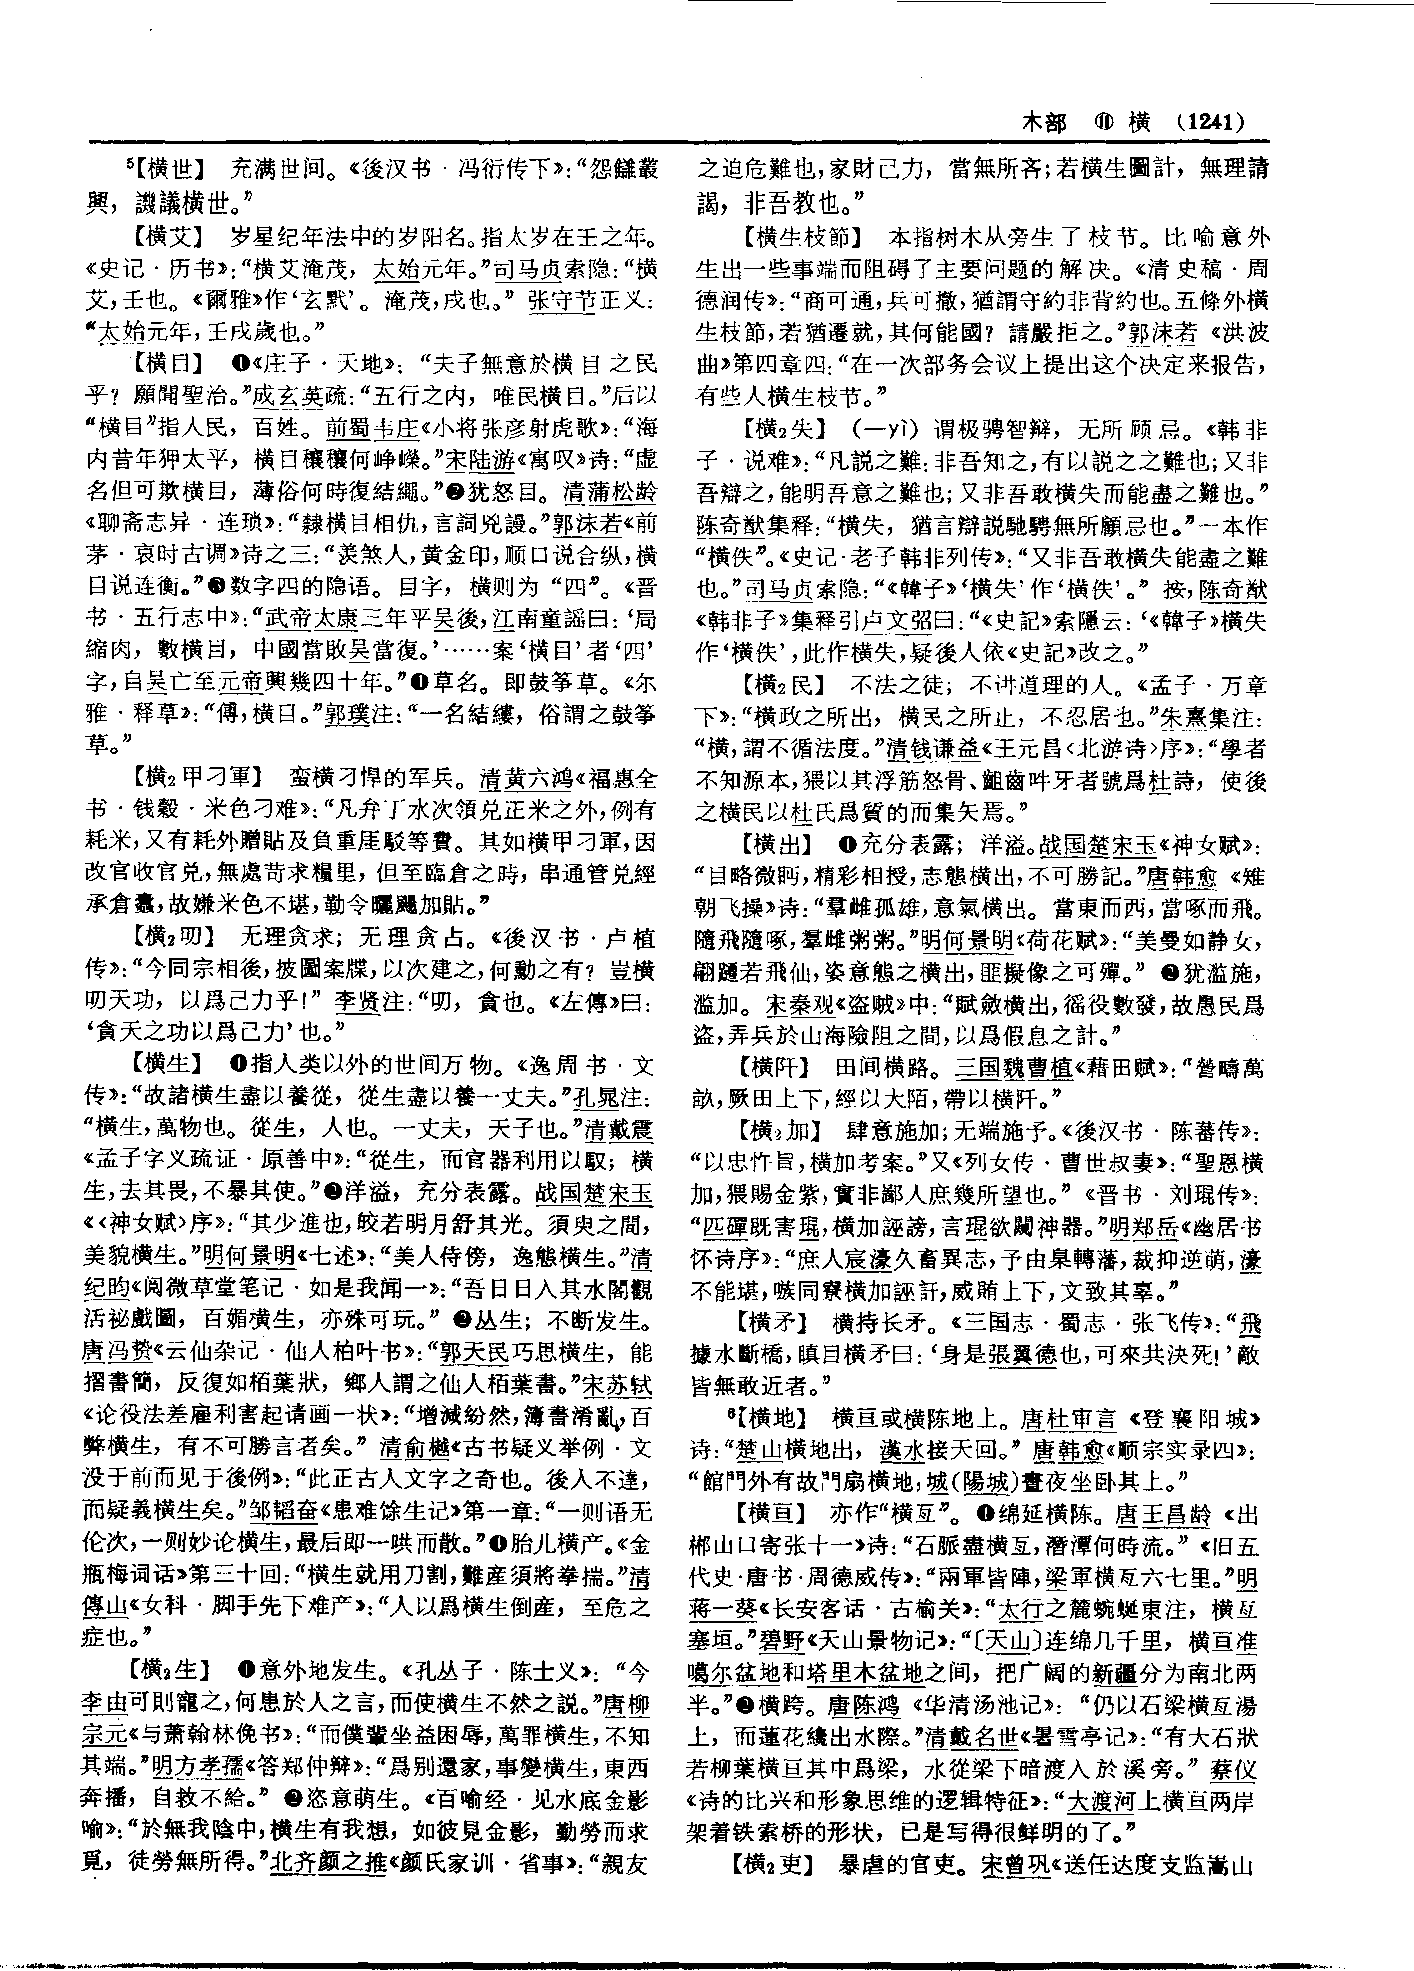 木部 ⑪ 横 (1241)
⁵【横世】 充满世间。《後汉书·冯衍传下》：“怨讎叢
興，譏議横世。”
【横艾】 岁星纪年法中的岁阳名。指太岁在壬之年。
《史记·历书》：“横艾淹茂，太始元年。”司马贞索隐：“横
艾，壬也。《爾雅》作‘玄黓’。淹茂，戌也。”张守节正义：
“太始元年，壬戌歲也。”
【横目】 ❶《庄子·天地》：“夫子無意於横目之民
乎？願聞聖治。”成玄英疏：“五行之内，唯民横目。”后以
“横目”指人民，百姓。前蜀韦庄《小将张彦射虎歌》：“海
内昔年狎太平，横目穰穰何峥嵘。”宋陆游《寓叹》诗：“虚
名但可欺横目，薄俗何時復結繩。”❷犹怒目。清蒲松龄
《聊斋志异·连琐》：“隸横目相仇，言詞兇謾。”郭沫若《前
茅·哀时古调》诗之三：“羡煞人，黄金印，顺口说合纵，横
目说连衡。”❸数字四的隐语。目字，横则为“四”。《晋
书·五行志中》：“武帝太康三年平吴後，江南童謡曰：‘局
縮肉，數横目，中國當敗吴當復。’……案‘横目’者‘四’
字，自吴亡至元帝興幾四十年。”❹草名。即鼓筝草。《尔
雅·释草》：“傅，横目。”郭璞注：“一名結縷，俗謂之鼓筝
草。”
【横₂甲刁軍】 蛮横刁悍的军兵。清黄六鸿《福惠全
书·钱穀·米色刁难》：“凡弁丁水次領兑正米之外，例有
耗米，又有耗外贈貼及負重厓駁等費。其如横甲刁軍，因
改官收官兑，無處苛求糧里，但至臨倉之時，串通管兑經
承倉蠹，故嫌米色不堪，勒令曬颺加貼。”
【横₂叨】 无理贪求；无理贪占。《後汉书·卢植
传》：“今同宗相後，披圖案牒，以次建之，何勳之有？豈横
叨天功，以爲己力乎！”李贤注：“叨，貪也。《左傳》曰：
‘貪天之功以爲己力’也。”
【横生】 ❶指人类以外的世间万物。《逸周书·文
传》：“故諸横生盡以養從，從生盡以養一丈夫。”孔晁注：
“横生，萬物也。從生，人也。一丈夫，天子也。”清戴震
《孟子字义疏证·原善中》：“從生，而官器利用以馭；横
生，去其畏，不暴其使。”❷洋溢，充分表露。战国楚宋玉
《〈神女赋〉序》：“其少進也，皎若明月舒其光。須臾之間，
美貌横生。”明何景明《七述》：“美人侍傍，逸態横生。”清
纪昀《阅微草堂笔记·如是我闻一》：“吾日日入其水閣觀
活祕戲圖，百媚横生，亦殊可玩。”❸丛生；不断发生。
唐冯贽《云仙杂记·仙人柏叶书》：“郭天民巧思横生，能
摺書簡，反復如栢葉狀，鄉人謂之仙人栢葉書。”宋苏轼
《论役法差雇利害起请画一状》：“增減紛然，簿書淆亂，百
弊横生，有不可勝言者矣。”清俞樾《古书疑义举例·文
没于前而见于後例》：“此正古人文字之奇也。後人不達，
而疑義横生矣。”邹韬奋《患难馀生记》第一章：“一则语无
伦次，一则妙论横生，最后即一哄而散。”❹胎儿横产。《金
瓶梅词话》第三十回：“横生就用刀割，難産須將拳揣。”清
傅山《女科·脚手先下难产》：“人以爲横生倒産，至危之
症也。”
【横₂生】 ❶意外地发生。《孔丛子·陈士义》：“今
李由可則寵之，何患於人之言，而使横生不然之説。”唐柳
宗元《与萧翰林俛书》：“而僕輩坐益困辱，萬罪横生，不知
其端。”明方孝孺《答郑仲辩》：“爲别還家，事變横生，東西
奔播，自救不給。”❷恣意萌生。《百喻经·见水底金影
喻》：“於無我陰中，横生有我想，如彼見金影，勤勞而求
覓，徒勞無所得。”北齐颜之推《颜氏家训·省事》：“親友
之迫危難也，家財己力，當無所吝；若横生圖計，無理請
謁，非吾教也。”
【横生枝節】 本指树木从旁生了枝节。比喻意外
生出一些事端而阻碍了主要问题的解决。《清史稿·周
德润传》：“商可通，兵可撤，猶謂守約非背約也。五條外横
生枝節，若猶遷就，其何能國？請嚴拒之。”郭沫若《洪波
曲》第四章四：“在一次部务会议上提出这个决定来报告，
有些人横生枝节。”
【横₂失】 （—yì）谓极骋智辩，无所顾忌。《韩非
子·说难》：“凡説之難：非吾知之，有以説之之難也；又非
吾辯之，能明吾意之難也；又非吾敢横失而能盡之難也。”
陈奇猷集释：“横失，猶言辯説馳騁無所顧忌也。”一本作
“横佚”。《史记·老子韩非列传》：“又非吾敢横失能盡之難
也。”司马贞索隐：“《韓子》‘横失’作‘横佚’。”按，陈奇猷
《韩非子》集释引卢文弨曰：“《史記》索隱云：‘《韓子》横失
作‘横佚’，此作横失，疑後人依《史記》改之。”
【横₂民】 不法之徒；不讲道理的人。《孟子·万章
下》：“横政之所出，横民之所止，不忍居也。”朱熹集注：
“横，謂不循法度。”清钱谦益《王元昌〈北游诗〉序》：“學者
不知源本，猥以其浮筋怒骨、齟齒吽牙者號爲杜詩，使後
之横民以杜氏爲質的而集矢焉。”
【横出】 ❶充分表露；洋溢。战国楚宋玉《神女赋》：
“目略微眄，精彩相授，志態横出，不可勝記。”唐韩愈《雉
朝飞操》诗：“羣雌孤雄，意氣横出。當東而西，當啄而飛。
隨飛隨啄，羣雌粥粥。”明何景明《荷花赋》：“美曼如静女，
翩躚若飛仙，姿意態之横出，匪擬像之可殫。”❷犹滥施，
滥加。宋秦观《盗贼》中：“賦斂横出，徭役數發，故愚民爲
盗，弄兵於山海險阻之間，以爲假息之計。”
【横阡】 田间横路。三国魏曹植《藉田赋》：“營疇萬
畝，厥田上下，經以大陌，帶以横阡。”
【横₂加】 肆意施加；无端施予。《後汉书·陈蕃传》：
“以忠忤旨，横加考案。”又《列女传·曹世叔妻》：“聖恩横
加，猥賜金紫，實非鄙人庶幾所望也。”《晋书·刘琨传》：
“匹磾既害琨，横加誣謗，言琨欲闚神器。”明郑岳《幽居书
怀诗序》：“庶人宸濠久畜異志，予由臬轉藩，裁抑逆萌，濠
不能堪，嗾同寮横加誣訐，威賄上下，文致其辜。”
【横矛】 横持长矛。《三国志·蜀志·张飞传》：“飛
據水斷橋，瞋目横矛曰：‘身是張翼德也，可來共決死！’敵
皆無敢近者。”
⁶【横地】 横亘或横陈地上。唐杜审言《登襄阳城》
诗：“楚山横地出，漢水接天回。”唐韩愈《顺宗实录四》：
“館門外有故門扇横地，城（陽城）晝夜坐卧其上。”
【横亘】 亦作“横亙”。❶绵延横陈。唐王昌龄《出
郴山口寄张十一》诗：“石脈盡横亙，潛潭何時流。”《旧五
代史·唐书·周德威传》：“兩軍皆陣，梁軍横亙六七里。”明
蒋一葵《长安客话·古榆关》：“太行之麓蜿蜒東注，横亙
塞垣。”碧野《天山景物记》：“〔天山〕连绵几千里，横亘准
噶尔盆地和塔里木盆地之间，把广阔的新疆分为南北两
半。”❷横跨。唐陈鸿《华清汤池记》：“仍以石梁横亙湯
上，而蓮花纔出水際。”清戴名世《暑雪亭记》：“有大石狀
若柳葉横亘其中爲梁，水從梁下暗渡入於溪旁。”蔡仪
《诗的比兴和形象思维的逻辑特征》：“大渡河上横亘两岸
架着铁索桥的形状，已是写得很鲜明的了。”
【横₂吏】 暴虐的官吏。宋曾巩《送任达度支监嵩山